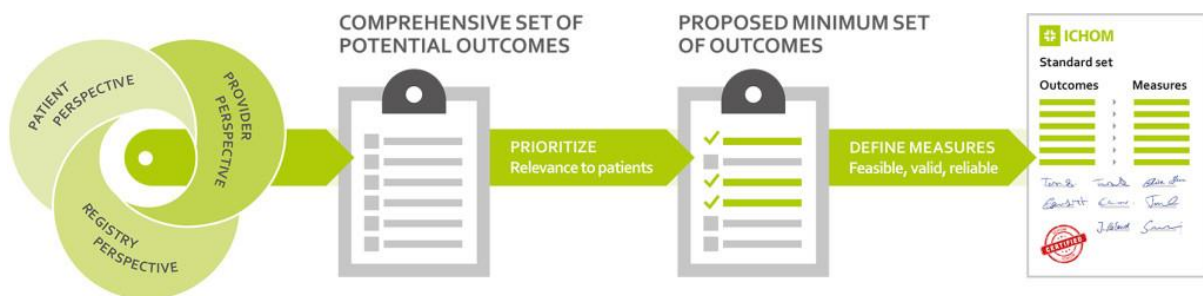 PATIENT
PERSPECTIVE
PROVIDER
PERSPECTIVE
REGISTRY
PERSPECTIVE
COMPREHENSIVE SET OF
POTENTIAL OUTCOMES
PRIORITIZE
Relevance to patients
PROPOSED MINIMUM SET
OF OUTCOMES
DEFINE MEASURES
Feasible, valid, reliable
ICHOM
Standard set
Outcomes Measures
CERTIFIED